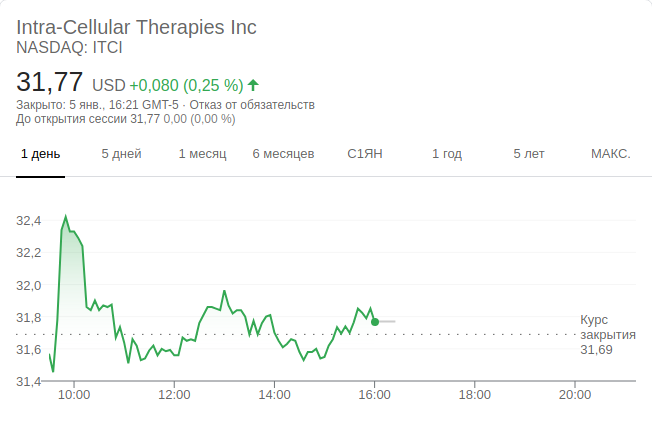 Intra-Cellular Therapies Inc
NASDAQ: ITCI
31,77 USD +0,080 (0,25 %)
Закрыто: 5 янв., 16:21 GMT-5 · Отказ от обязательств
До открытия сессии 31,77 0,00 (0,00 %)
1 день 5 дней 1 месяц 6 месяцев С1ЯН 1 год 5 лет МАКС.
32,4
32,2
32,0
31,8
31,6
31,4
Курс
закрытия
31,69
10:00 12:00 14:00 16:00 18:00 20:00